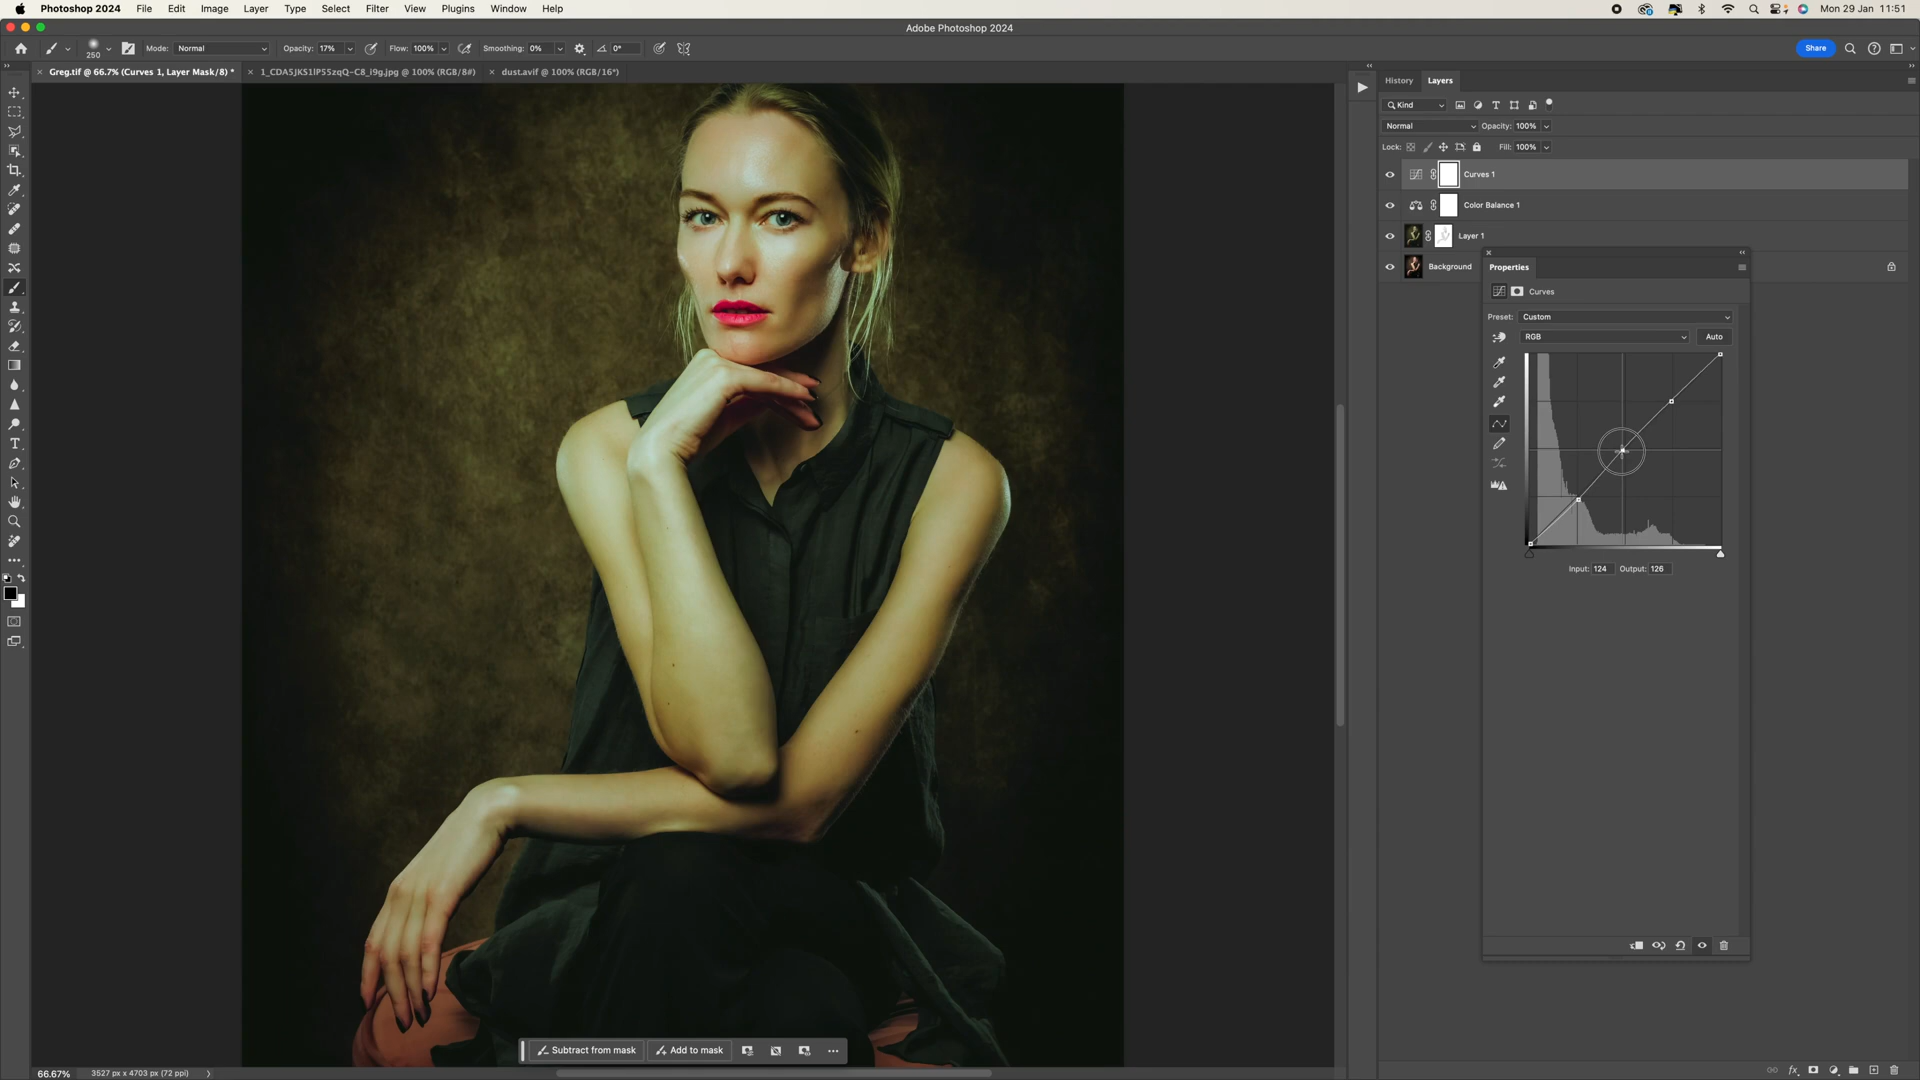 Photoshop 2024 File Edit Image Layer Type Select Filter View Plugins Window Help Mon 29 Jan 11:51
Adobe Photoshop 2024
250 Mode: Normal Opacity: 17% Flow: 100% Smoothing: 0% 0° Share
Greg.tif @ 66.7% (Curves 1, Layer Mask/8) * 1_CDA5JKS1lP55zqQ-C8_i9g.jpg @ 100% (RGB/8#) dust.avif @ 100% (RGB/16*)
History Layers
Kind
Normal Opacity: 100%
Lock: Fill: 100%
Curves 1
Color Balance 1
Layer 1
Background
Properties
Curves
Preset: Custom
RGB Auto
Input: 124 Output: 126
Subtract from mask Add to mask
66.67% 3527 px x 4703 px (72 ppi)
fx